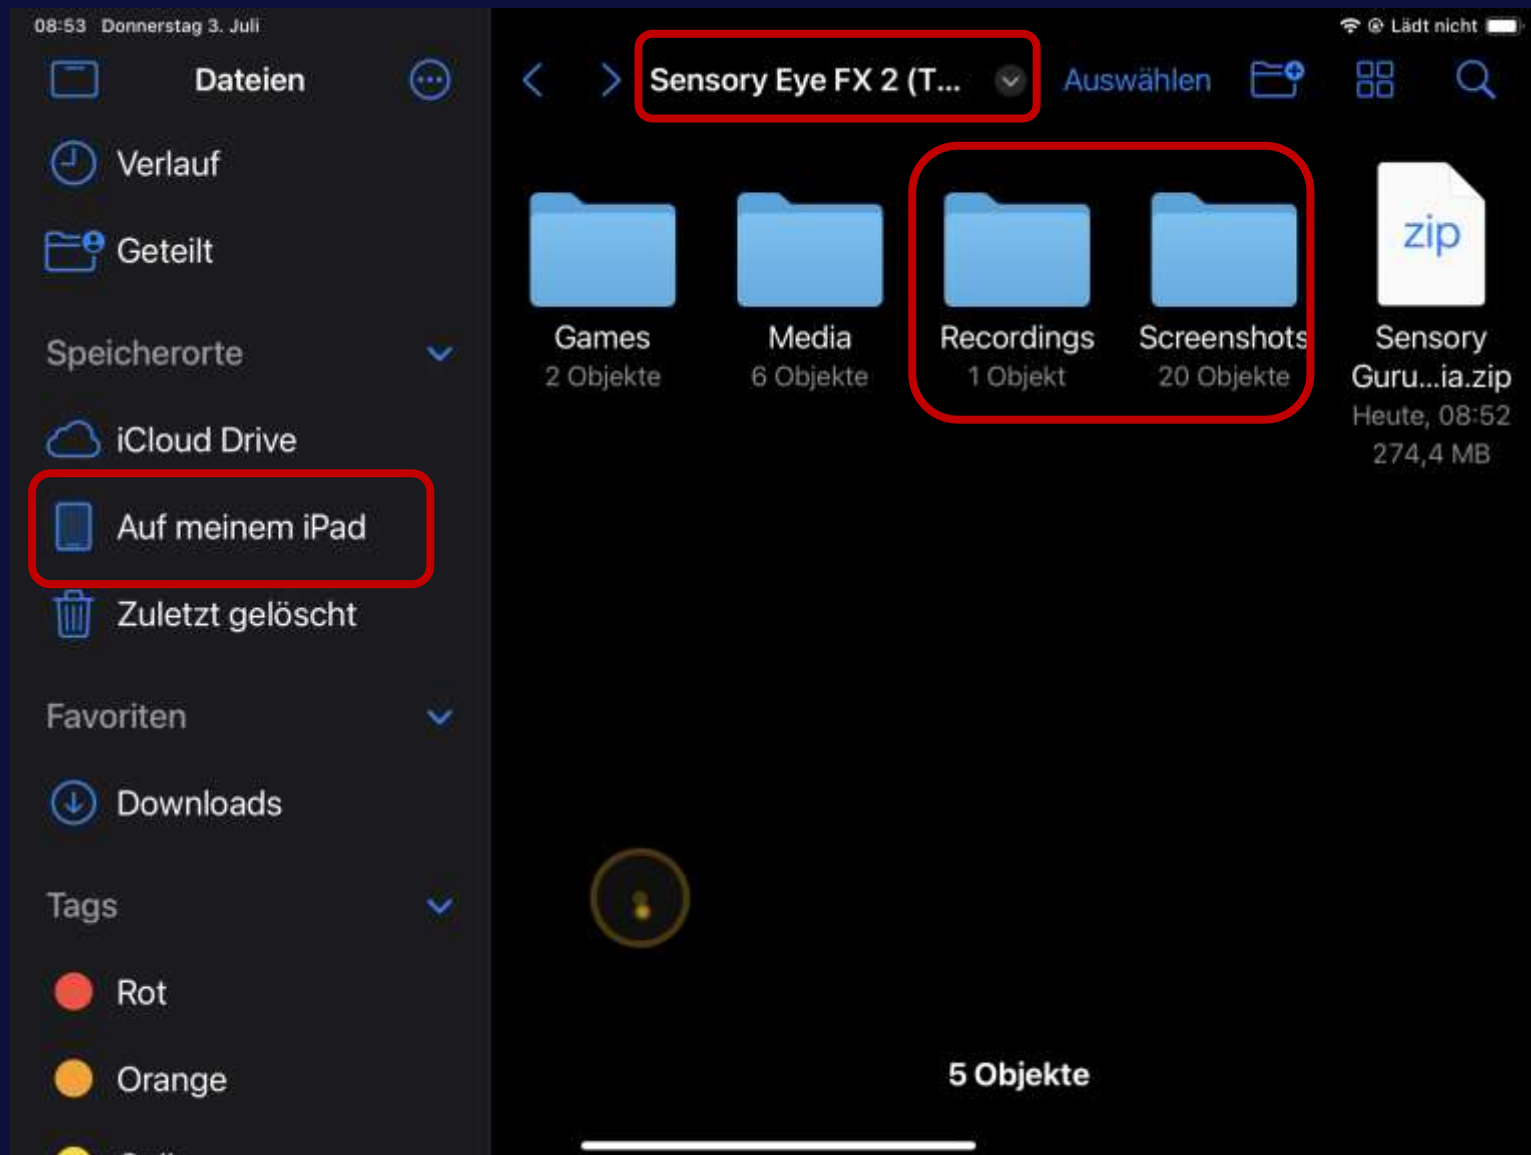 08:53 Donnerstag 3. Juli
Lädt nicht
Dateien
Sensory Eye FX 2 (T...
Auswählen
Verlauf
Geteilt
Speicherorte
iCloud Drive
Auf meinem iPad
Zuletzt gelöscht
Favoriten
Downloads
Tags
Rot
Orange
zip
Games
2 Objekte
Media
6 Objekte
Recordings
1 Objekt
Screenshots
20 Objekte
Sensory
Guru...ia.zip
Heute, 08:52
274,4 MB
5 Objekte